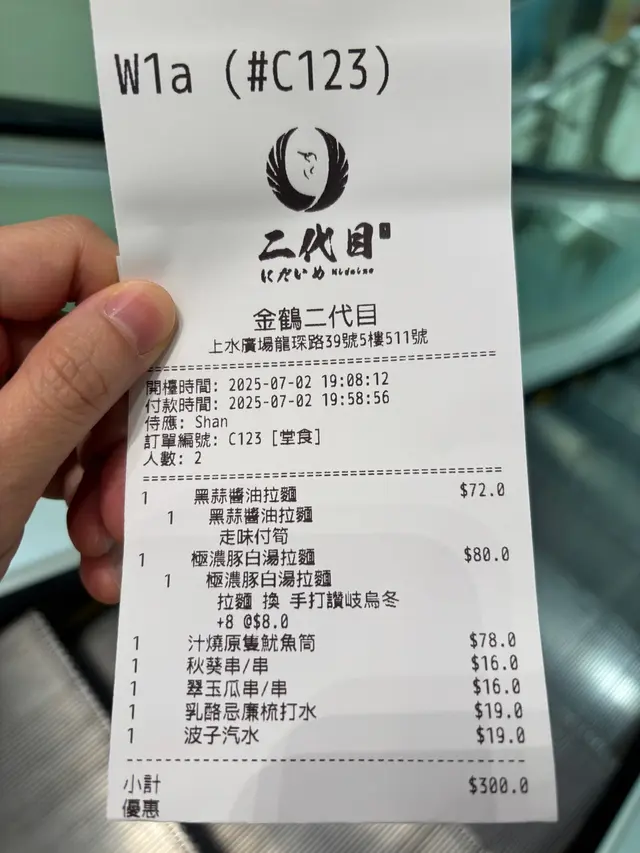 W1a (#C123)
二代目
にだいめ Nidaime
金鶴二代目
上水廣場龍琛路39號5樓511號
開檯時間: 2025-07-02 19:08:12
付款時間: 2025-07-02 19:58:56
侍應: Shan
訂單編號: C123 [堂食]
人數: 2
1 黑蒜醬油拉麵 $72.0
1 黑蒜醬油拉麵
走味付筍
1 極濃豚白湯拉麵 $80.0
1 極濃豚白湯拉麵
拉麵 換 手打讚岐烏冬
+8 @$8.0
1 汁燒原隻魷魚筒 $78.0
1 秋葵串/串 $16.0
1 翠玉瓜串/串 $16.0
1 乳酪忌廉梳打水 $19.0
1 波子汽水 $19.0
小計 $300.0
優惠